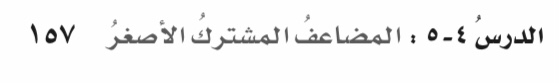 الدرسُ ٤-٥ : المضاعفُ المشتركُ الأصغرُ ١٥٧